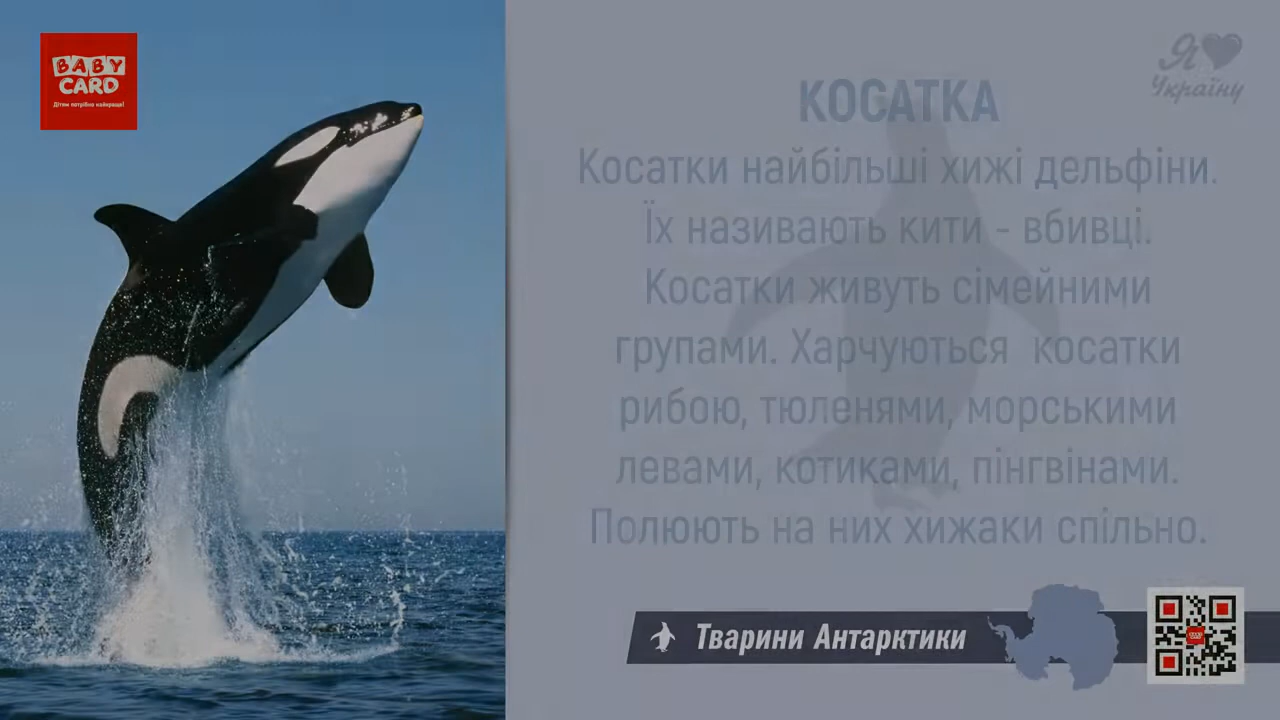 BABY
CARD
Дітям потрібно найкраще!
Я
Україну
КОСАТКА
Косатки найбільші хижі дельфіни.
Їх називають кити - вбивці.
Косатки живуть сімейними
групами. Харчуються косатки
рибою, тюленями, морськими
левами, котиками, пінгвінами.
Полюють на них хижаки спільно.
Тварини Антарктики